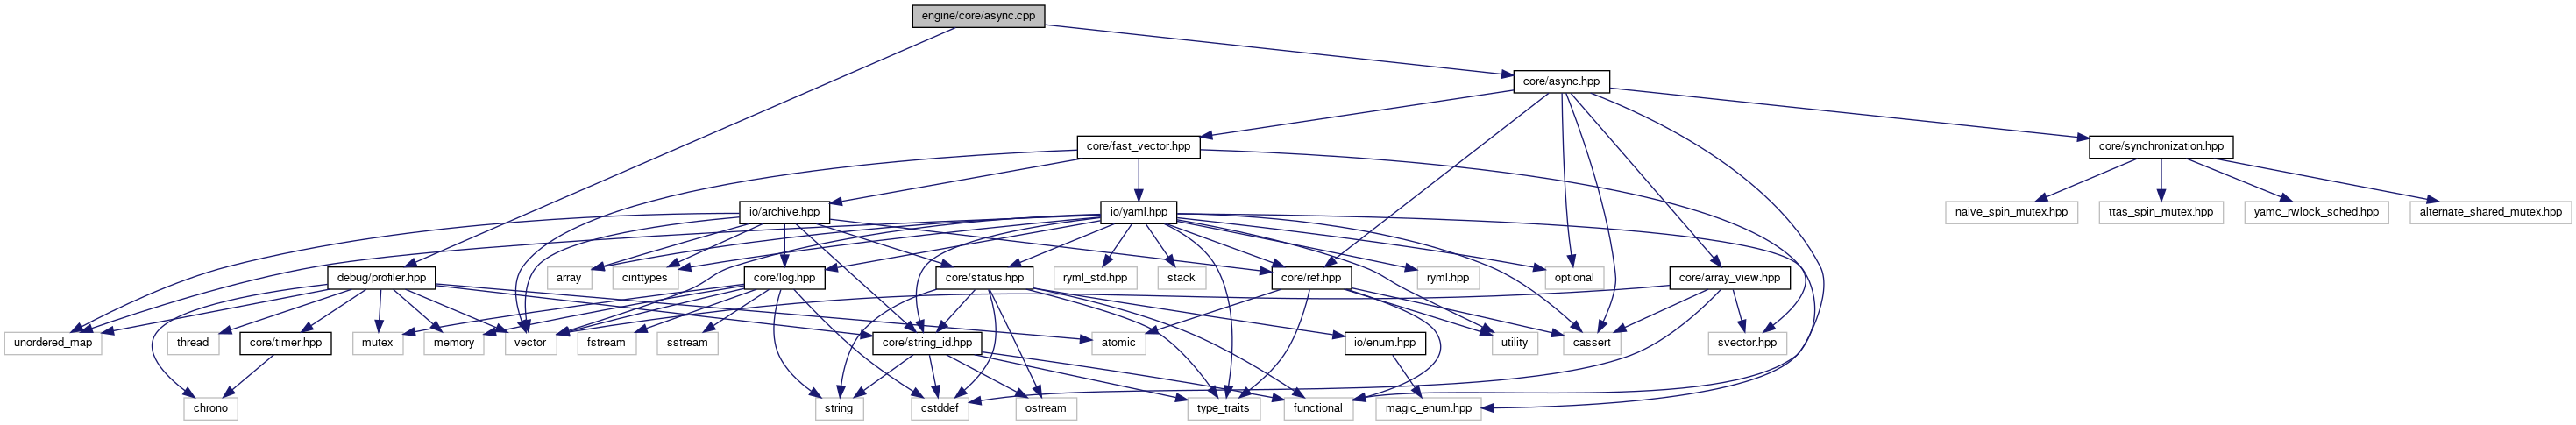 engine/core/async.cpp
core/async.hpp
core/fast_vector.hpp
core/synchronization.hpp
io/archive.hpp
io/yaml.hpp
naive_spin_mutex.hpp
ttas_spin_mutex.hpp
yamc_rwlock_sched.hpp
alternate_shared_mutex.hpp
debug/profiler.hpp
array
cinttypes
core/log.hpp
core/status.hpp
ryml_std.hpp
stack
core/ref.hpp
ryml.hpp
optional
core/array_view.hpp
unordered_map
thread
core/timer.hpp
mutex
memory
vector
fstream
sstream
core/string_id.hpp
atomic
io/enum.hpp
utility
cassert
svector.hpp
chrono
string
cstddef
ostream
type_traits
functional
magic_enum.hpp